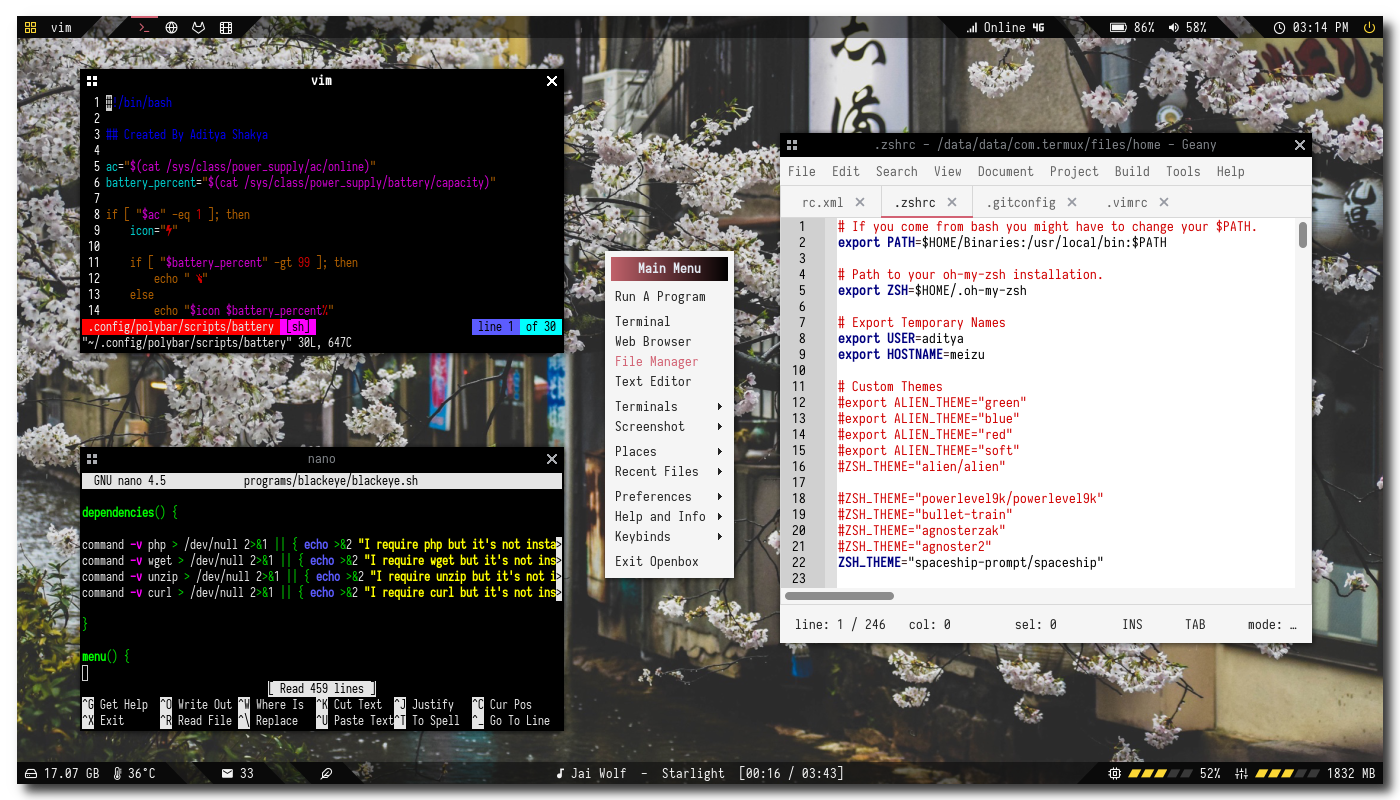 vim
Online 4G
86%
58%
03:14 PM
vim
1 #!/bin/bash
2
3 ## Created By Aditya Shakya
4
5 ac="$(cat /sys/class/power_supply/ac/online)"
6 battery_percent="$(cat /sys/class/power_supply/battery/capacity)"
7
8 if [ "$ac" -eq 1 ]; then
9 icon="
10
11 if [ "$battery_percent" -gt 99 ]; then
12 echo "
13 else
14 echo "$icon $battery_percent%"
.config/polybar/scripts/battery [sh] line 1 of 30
"~/.config/polybar/scripts/battery" 30L, 647C
nano
GNU nano 4.5 programs/blackeye/blackeye.sh
dependencies() {
command -v php > /dev/null 2>&1 || { echo >&2 "I require php but it's not insta>
command -v wget > /dev/null 2>&1 || { echo >&2 "I require wget but it's not ins>
command -v unzip > /dev/null 2>&1 || { echo >&2 "I require unzip but it's not i>
command -v curl > /dev/null 2>&1 || { echo >&2 "I require curl but it's not ins>
}
menu() {
[ Read 459 lines ]
^G Get Help ^O Write Out ^W Where Is ^K Cut Text ^J Justify ^C Cur Pos
^X Exit ^R Read File ^\ Replace ^U Paste Text ^T To Spell ^_ Go To Line
Main Menu
Run A Program
Terminal
Web Browser
File Manager
Text Editor
Terminals
Screenshot
Places
Recent Files
Preferences
Help and Info
Keybinds
Exit Openbox
.zshrc - /data/data/com.termux/files/home - Geany
File Edit Search View Document Project Build Tools Help
rc.xml .zshrc .gitconfig .vimrc
1 # If you come from bash you might have to change your $PATH.
2 export PATH=$HOME/Binaries:/usr/local/bin:$PATH
3
4 # Path to your oh-my-zsh installation.
5 export ZSH=$HOME/.oh-my-zsh
6
7 # Export Temporary Names
8 export USER=aditya
9 export HOSTNAME=meizu
10
11 # Custom Themes
12 #export ALIEN_THEME="green"
13 #export ALIEN_THEME="blue"
14 #export ALIEN_THEME="red"
15 #export ALIEN_THEME="soft"
16 #ZSH_THEME="alien/alien"
17
18 #ZSH_THEME="powerlevel9k/powerlevel9k"
19 #ZSH_THEME="bullet-train"
20 #ZSH_THEME="agnosterzak"
21 #ZSH_THEME="agnoster2"
22 ZSH_THEME="spaceship-prompt/spaceship"
23
line: 1 / 246 col: 0 sel: 0 INS TAB mode: …
17.07 GB
36°C
33
Jai Wolf - Starlight [00:16 / 03:43]
52%
1832 MB